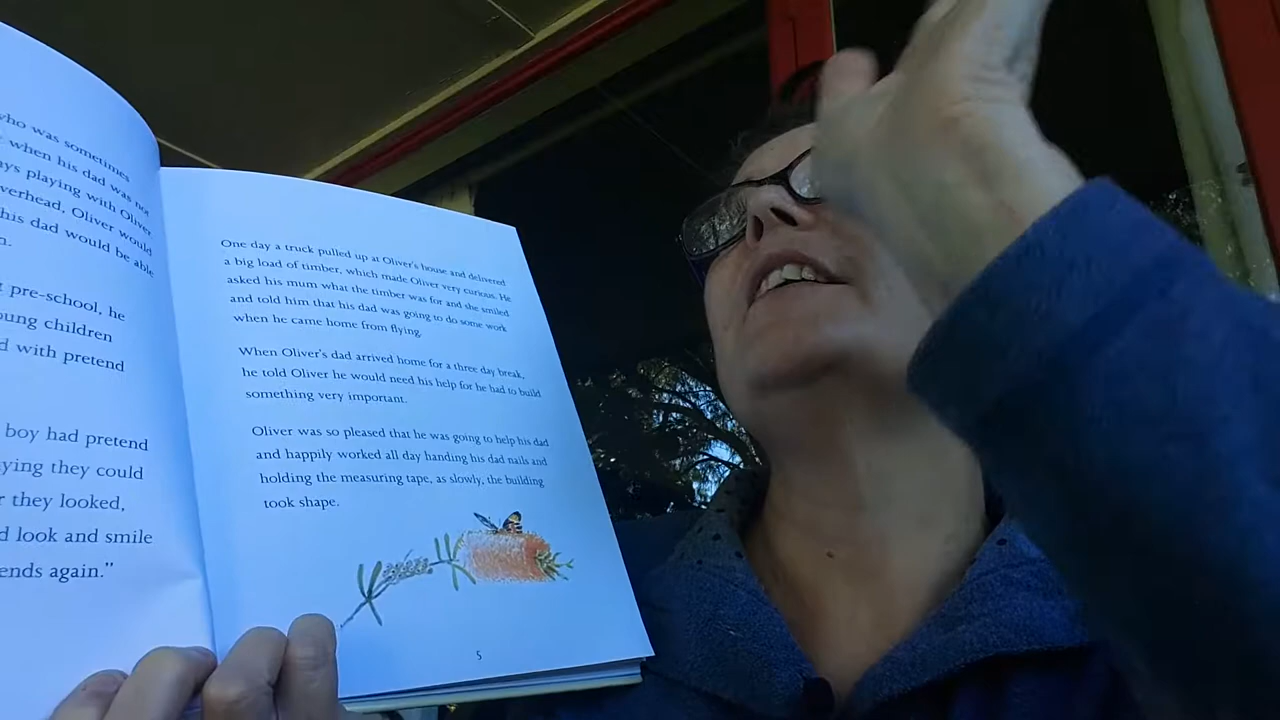 who was sometimes
when his dad was not
playing with Oliver
overhead, Oliver would
his dad would be able
pre-school, he
young children
with pretend
boy had pretend
they could
they looked,
look and smile
again.”
One day a truck pulled up at Oliver's house and delivered
a big load of timber, which made Oliver very curious. He
asked his mum what the timber was for and she smiled
and told him that his dad was going to do some work
when he came home from flying.
When Oliver's dad arrived home for a three day break,
he told Oliver he would need his help for he had to build
something very important.
Oliver was so pleased that he was going to help his dad
and happily worked all day handing his dad nails and
holding the measuring tape, as slowly, the building
took shape.
5